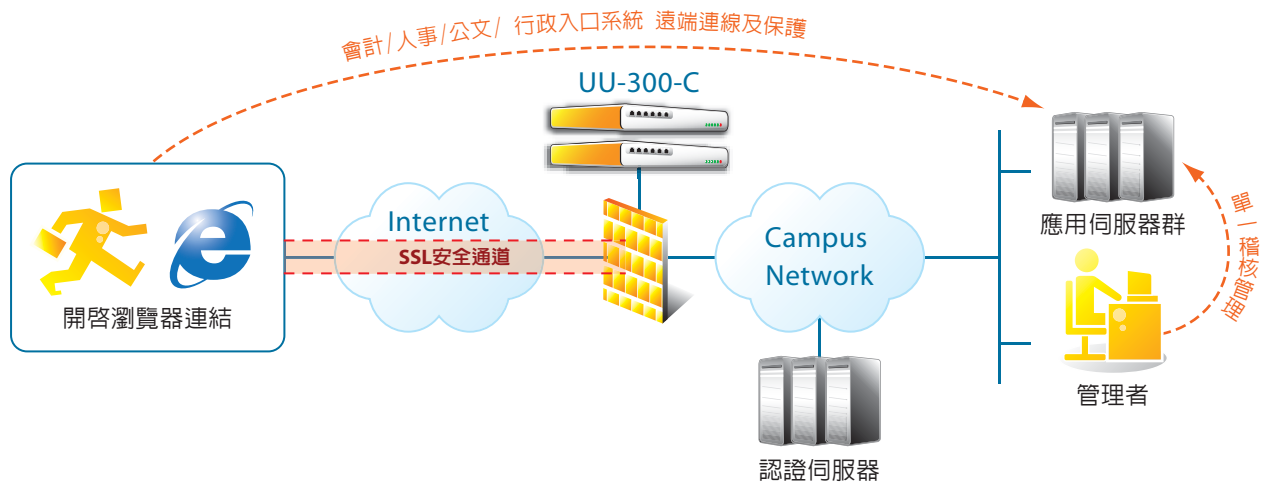 會計/人事/公文/ 行政入口系統 遠端連線及保護
UU-300-C
Internet
SSL安全通道
開啓瀏覽器連結
Campus
Network
應用伺服器群
單一稽核管理
管理者
認證伺服器